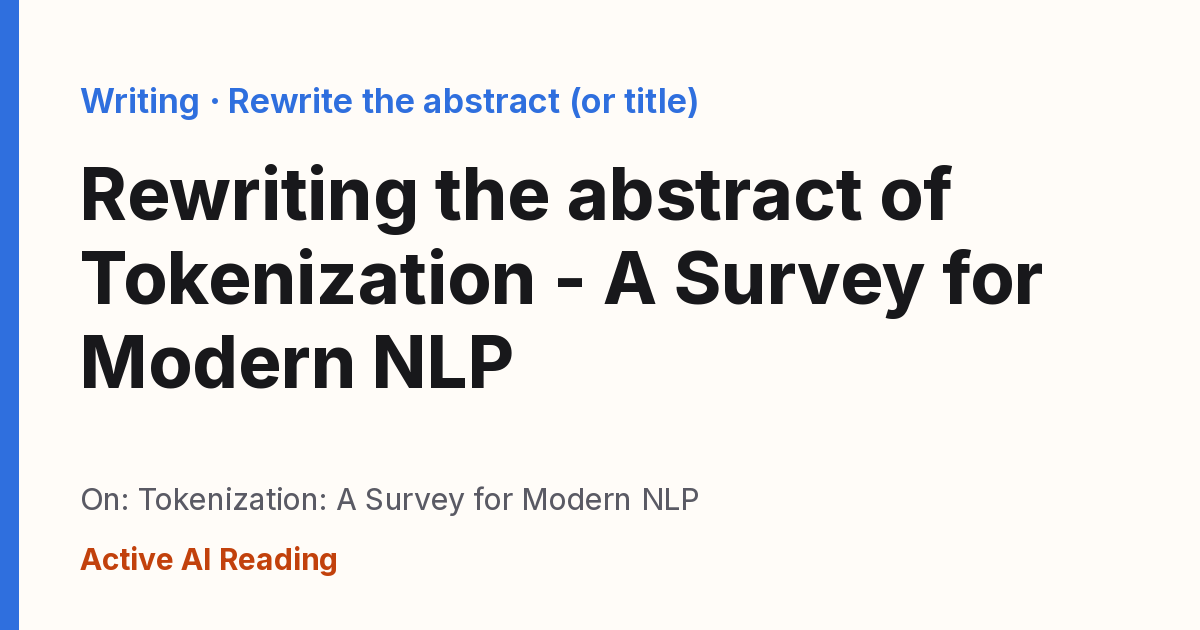 Writing · Rewrite the abstract (or title)
Rewriting the abstract of
Tokenization - A Survey for
Modern NLP
On: Tokenization: A Survey for Modern NLP
Active AI Reading